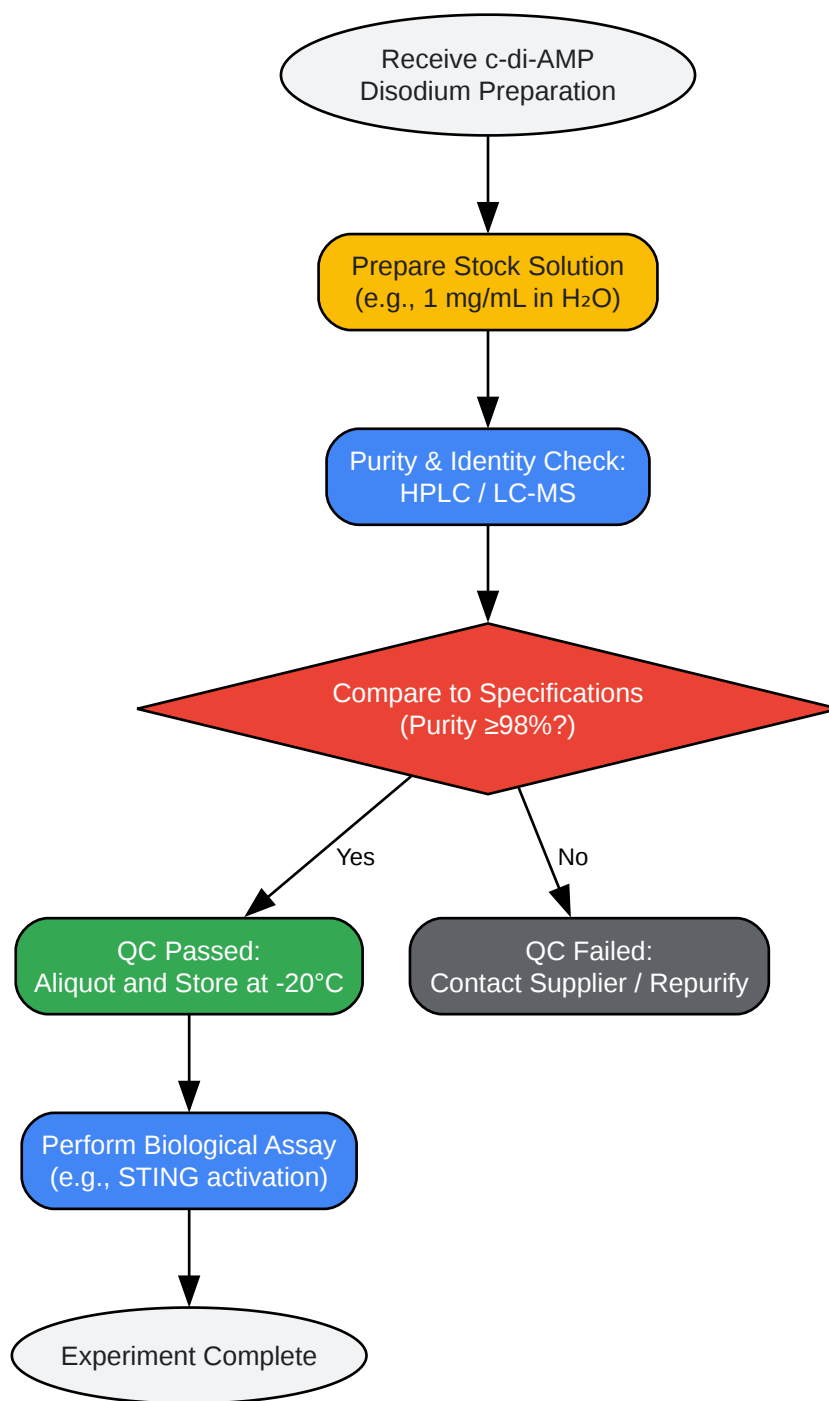 Receive c-di-AMP
Disodium Preparation
Prepare Stock Solution
(e.g., 1 mg/mL in H₂O)
Purity & Identity Check:
HPLC / LC-MS
Compare to Specifications
(Purity ≥98%?)
Yes
No
QC Passed:
Aliquot and Store at -20°C
QC Failed:
Contact Supplier / Repurify
Perform Biological Assay
(e.g., STING activation)
Experiment Complete